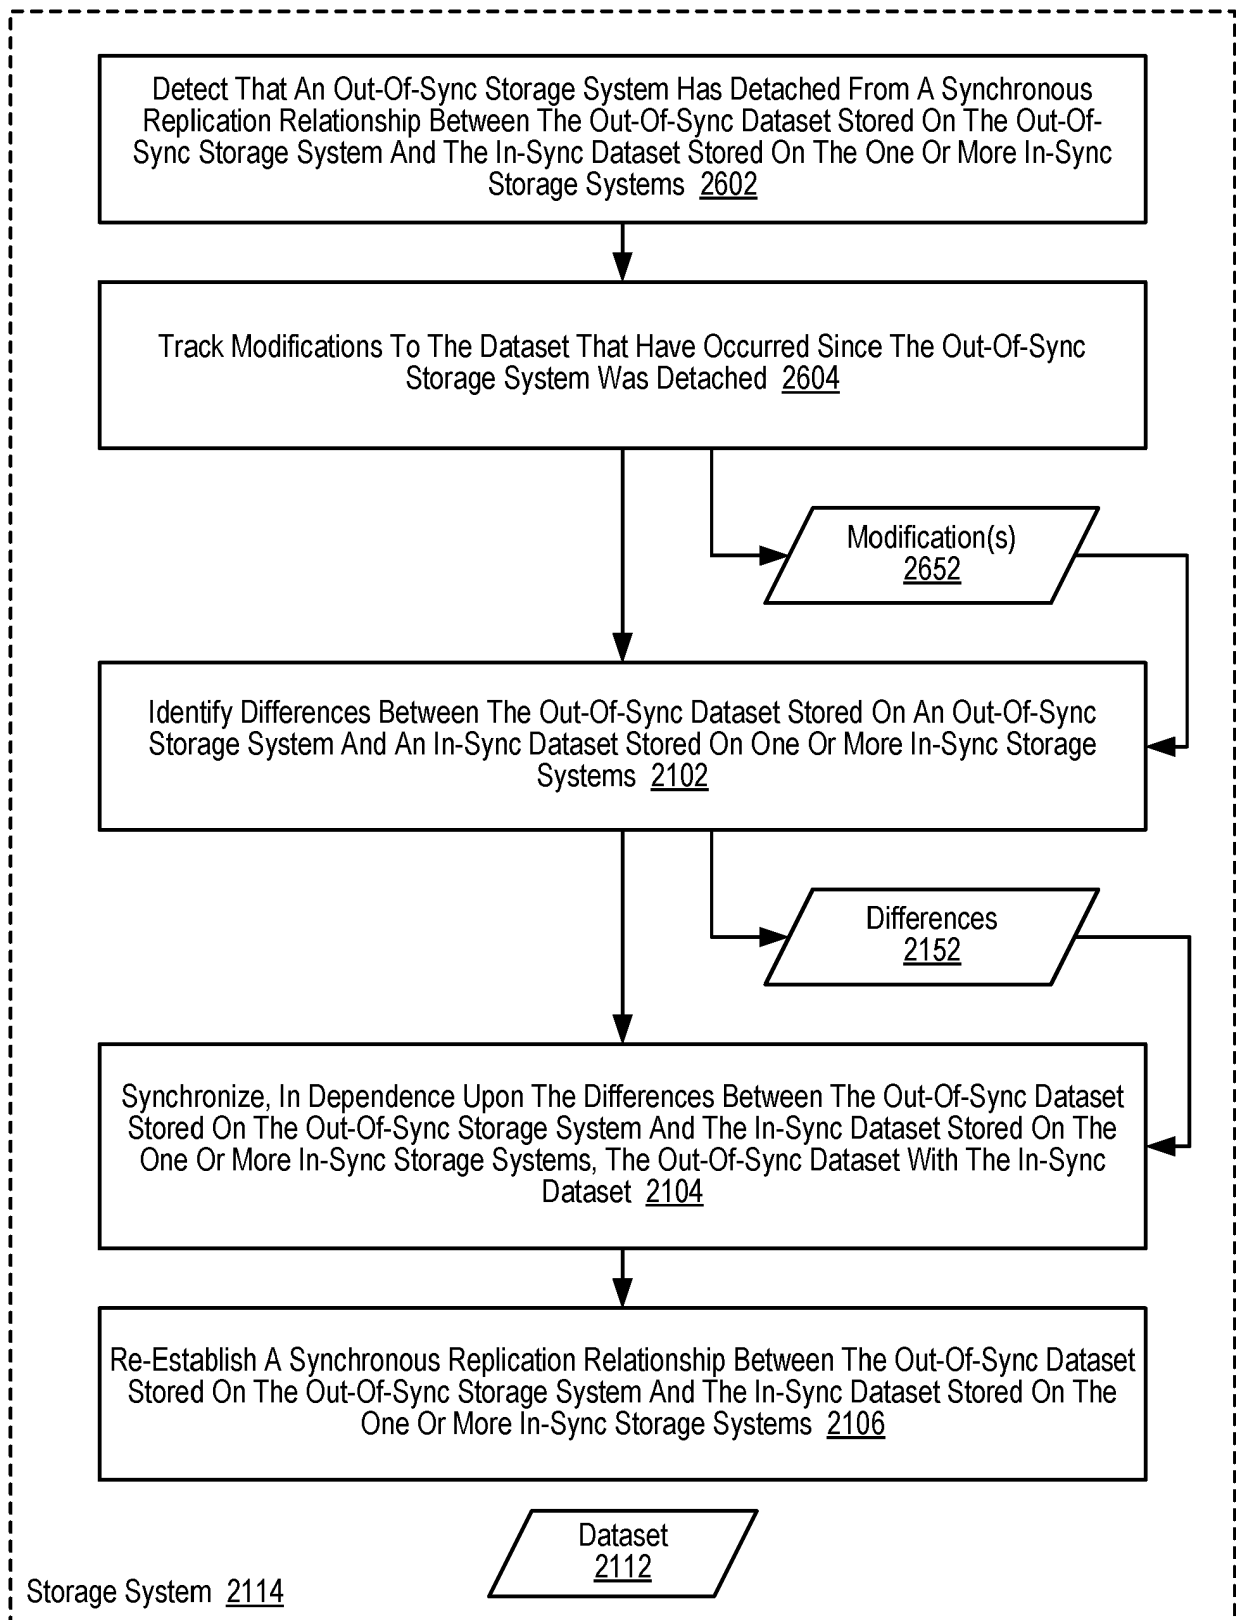 Detect That An Out-Of-Sync Storage System Has Detached From A Synchronous
Replication Relationship Between The Out-Of-Sync Dataset Stored On The Out-Of-
Sync Storage System And The In-Sync Dataset Stored On The One Or More In-Sync
Storage Systems 2602
Track Modifications To The Dataset That Have Occurred Since The Out-Of-Sync
Storage System Was Detached 2604
Modification(s)
2652
Identify Differences Between The Out-Of-Sync Dataset Stored On An Out-Of-Sync
Storage System And An In-Sync Dataset Stored On One Or More In-Sync Storage
Systems 2102
Differences
2152
Synchronize, In Dependence Upon The Differences Between The Out-Of-Sync Dataset
Stored On The Out-Of-Sync Storage System And The In-Sync Dataset Stored On The
One Or More In-Sync Storage Systems, The Out-Of-Sync Dataset With The In-Sync
Dataset 2104
Re-Establish A Synchronous Replication Relationship Between The Out-Of-Sync Dataset
Stored On The Out-Of-Sync Storage System And The In-Sync Dataset Stored On The
One Or More In-Sync Storage Systems 2106
Dataset
2112
Storage System 2114